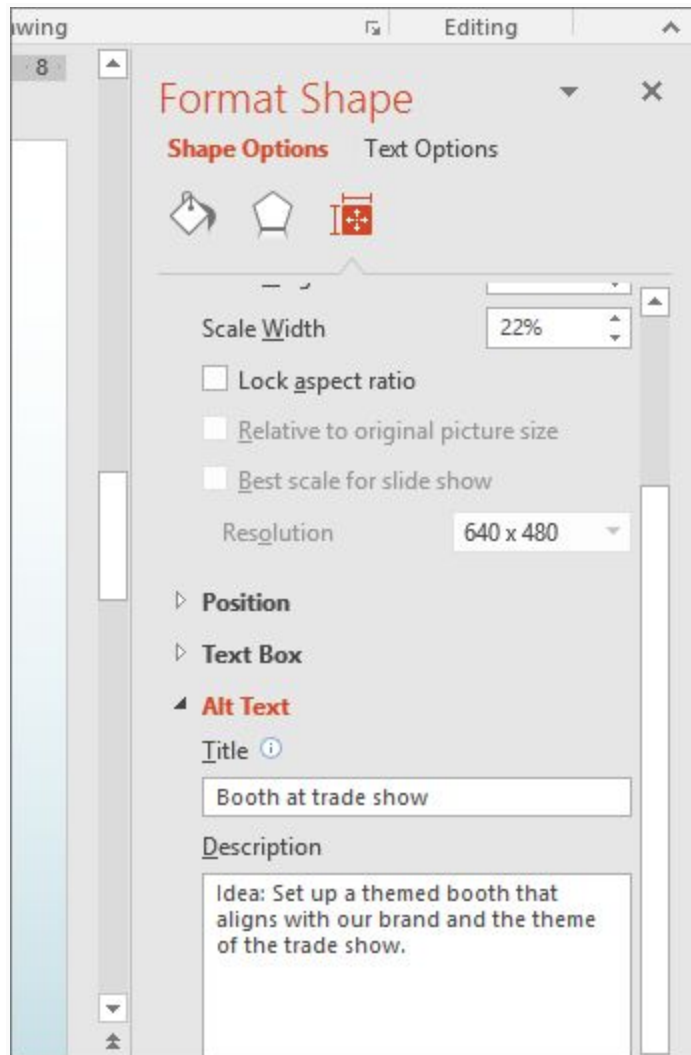 wing
Editing
8
Format Shape
Shape Options Text Options
Scale Width 22%
Lock aspect ratio
Relative to original picture size
Best scale for slide show
Resolution 640 x 480
Position
Text Box
Alt Text
Title
Booth at trade show
Description
Idea: Set up a themed booth that
aligns with our brand and the theme
of the trade show.